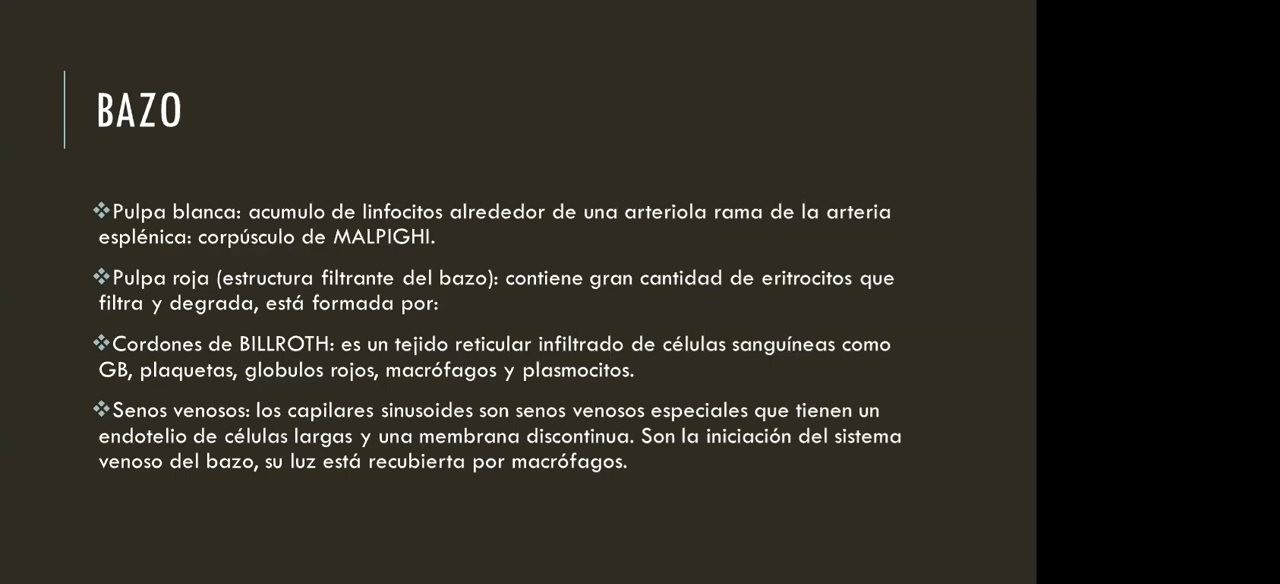 BAZO
❖Pulpa blanca: acumulo de linfocitos alrededor de una arteriola rama de la arteria
esplénica: corpúsculo de MALPIGHI.
❖Pulpa roja (estructura filtrante del bazo): contiene gran cantidad de eritrocitos que
filtra y degrada, está formada por:
❖Cordones de BILLROTH: es un tejido reticular infiltrado de células sanguíneas como
GB, plaquetas, globulos rojos, macrófagos y plasmocitos.
❖Senos venosos: los capilares sinusoides son senos venosos especiales que tienen un
endotelio de células largas y una membrana discontinua. Son la iniciación del sistema
venoso del bazo, su luz está recubierta por macrófagos.